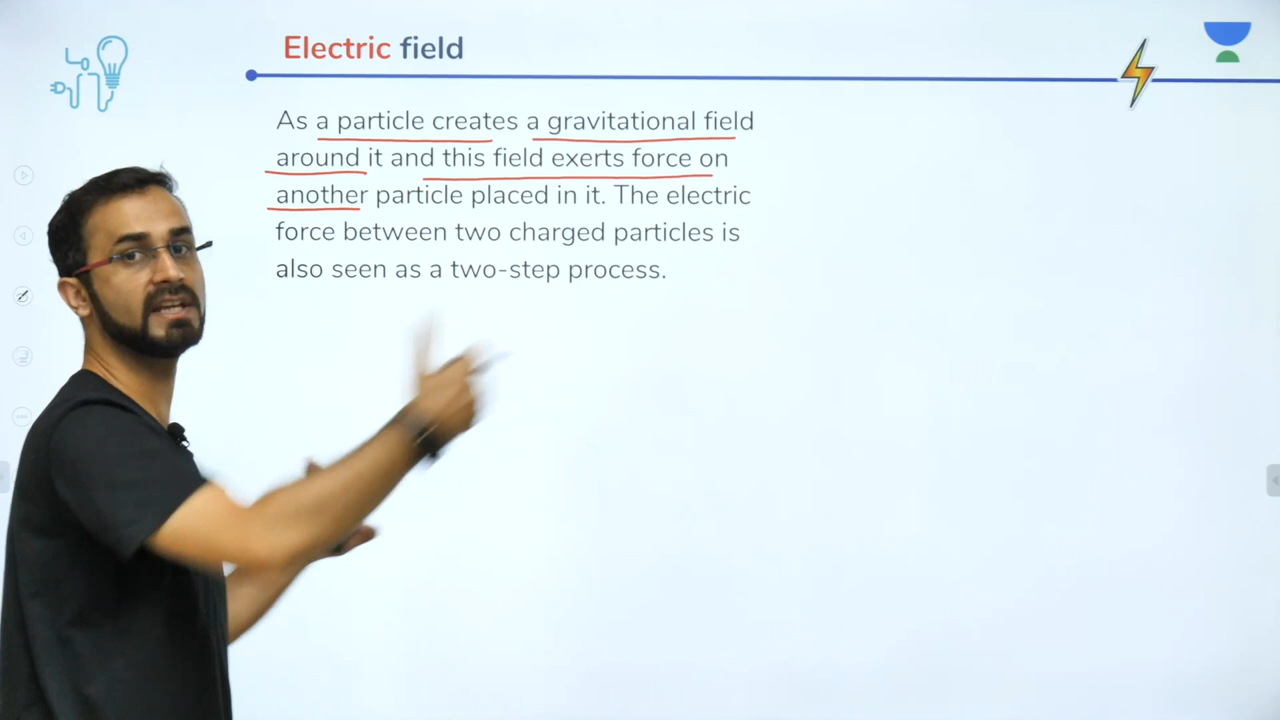 Electric field
As a particle creates a gravitational field
around it and this field exerts force on
another particle placed in it. The electric
force between two charged particles is
also seen as a two-step process.